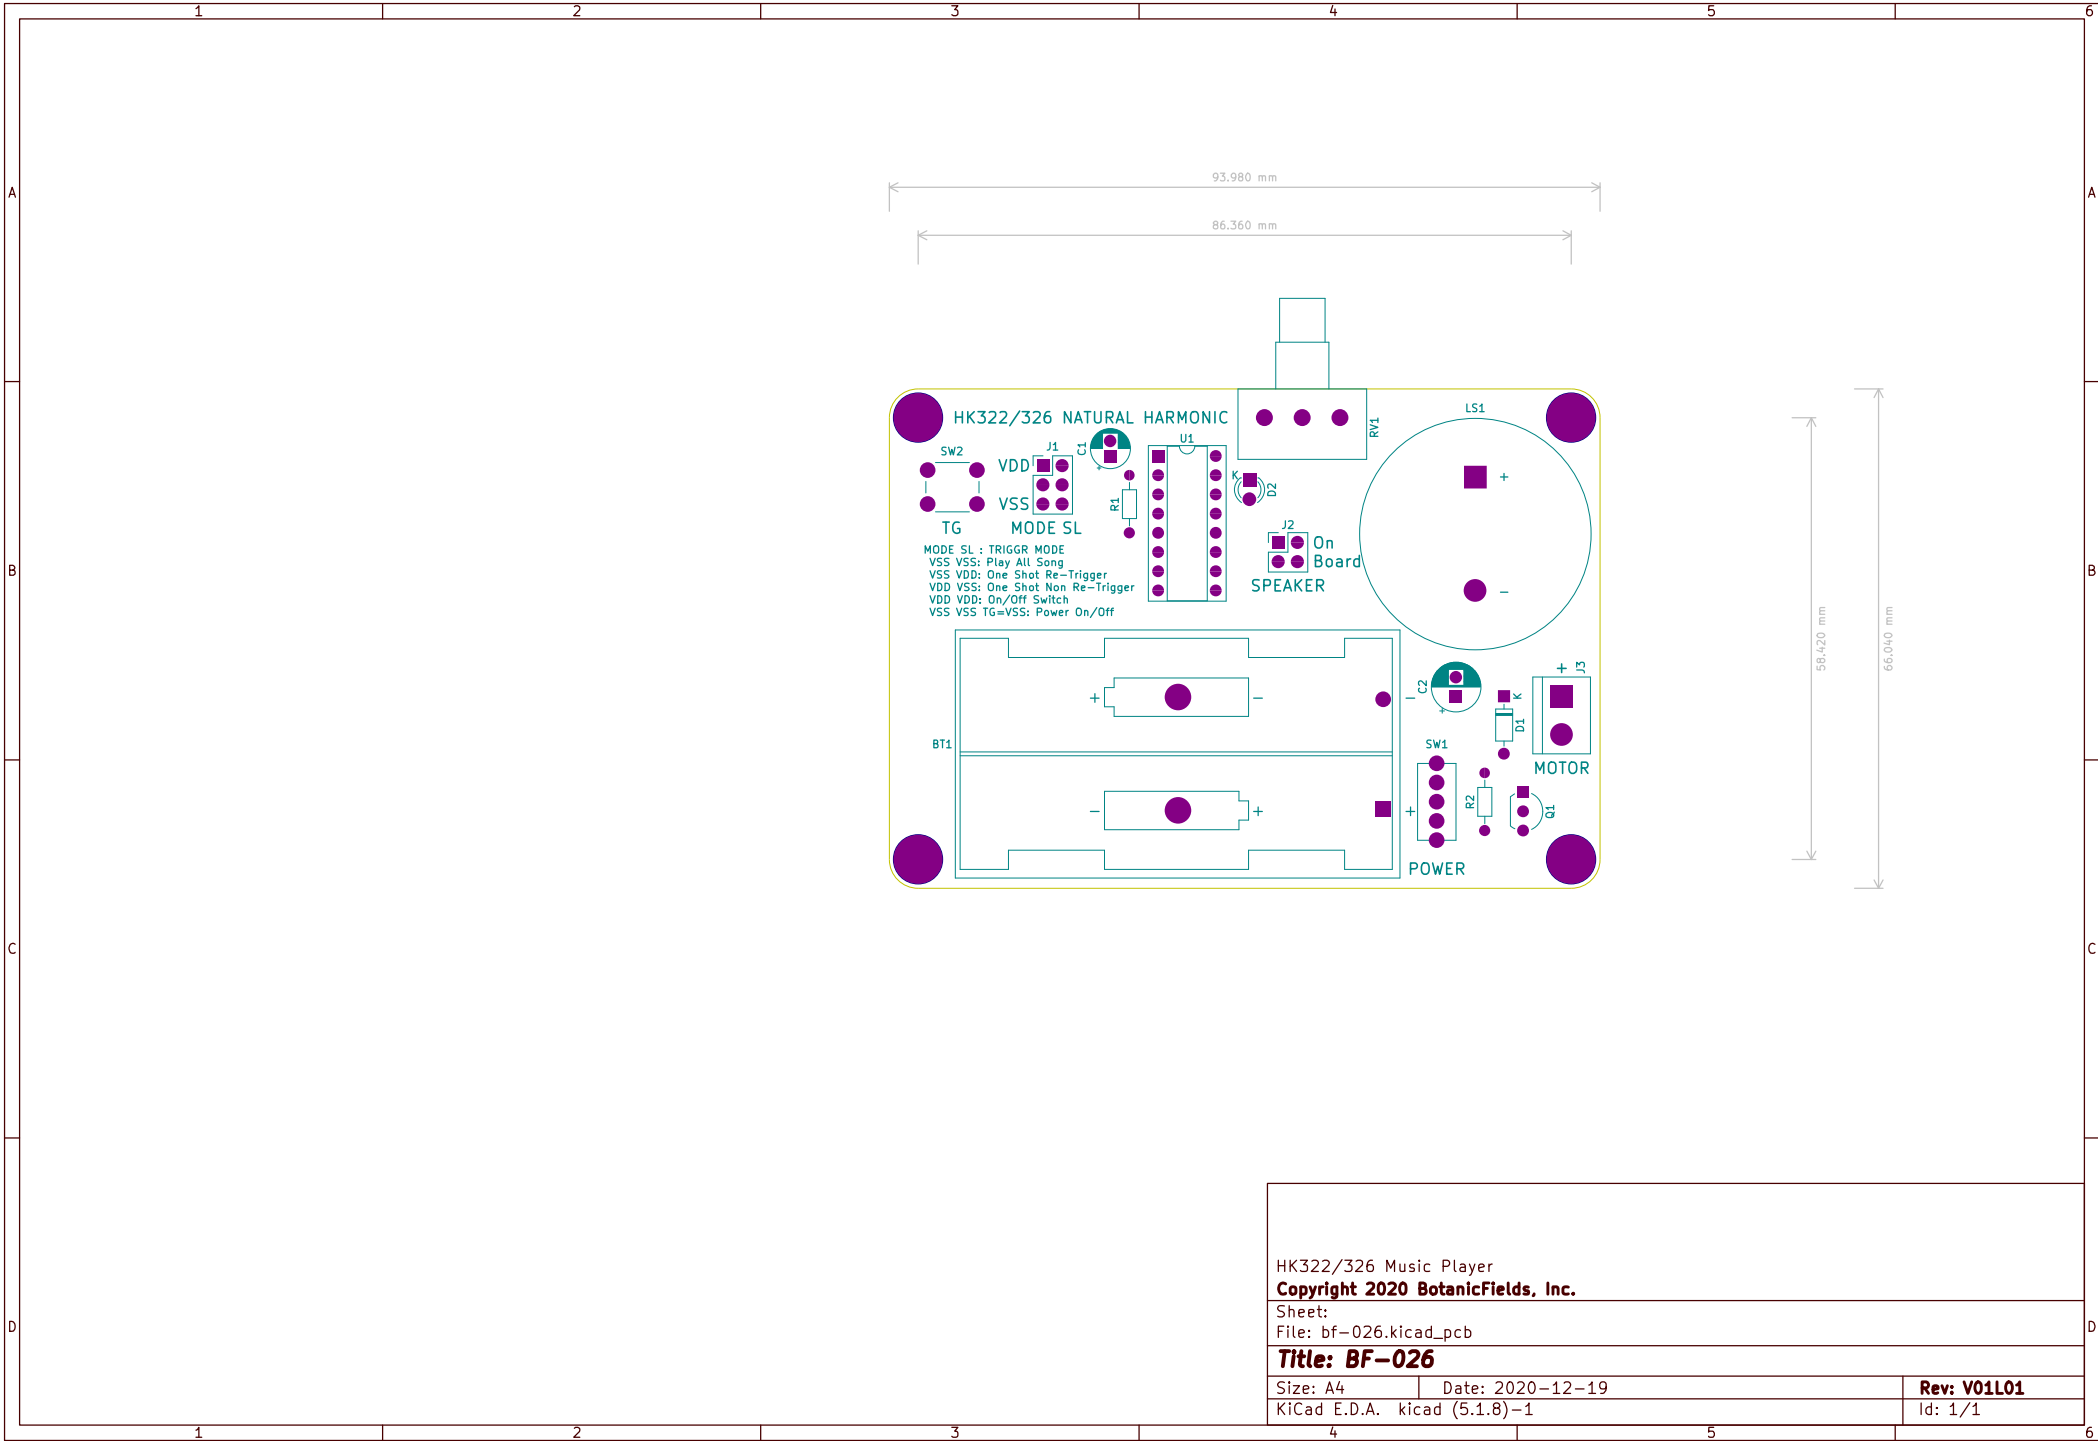 1 2 3 4 5 6
A A
93.980 mm
86.360 mm
HK322/326 NATURAL HARMONIC
RV1
LS1
SW2
J1
C1
U1
VDD
+
K
D2
+
R1
VSS
J2
TG
MODE SL
On
Board
SPEAKER
-
MODE SL : TRIGGR MODE
VSS VSS: Play All Song
VSS VDD: One Shot Re-Trigger
VDD VSS: One Shot Non Re-Trigger
VDD VDD: On/Off Switch
VSS VSS TG=VSS: Power On/Off
B B
58.420 mm
66.040 mm
+ - -
C2
+
K
+
J3
D1
BT1
SW1
MOTOR
- + +
R2
Q1
POWER
C C
HK322/326 Music Player
Copyright 2020 BotanicFields, Inc.
Sheet:
File: bf-026.kicad_pcb
D D
Title: BF-026
Size: A4 Date: 2020-12-19 Rev: V01L01
KiCad E.D.A. kicad (5.1.8)-1 Id: 1/1
1 2 3 4 5 6